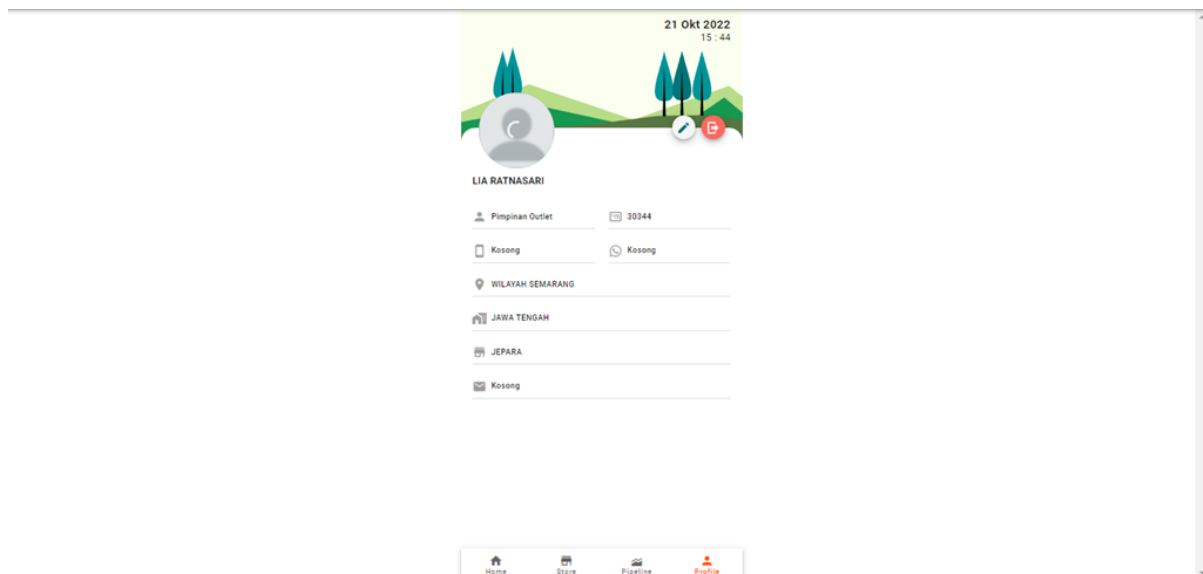 21 Okt 2022
15 : 44
LIA RATNASARI
Pimpinan Outlet
30344
Kosong
Kosong
WILAYAH SEMARANG
JAWA TENGAH
JEPARA
Kosong
Home
Store
Pipeline
Profile